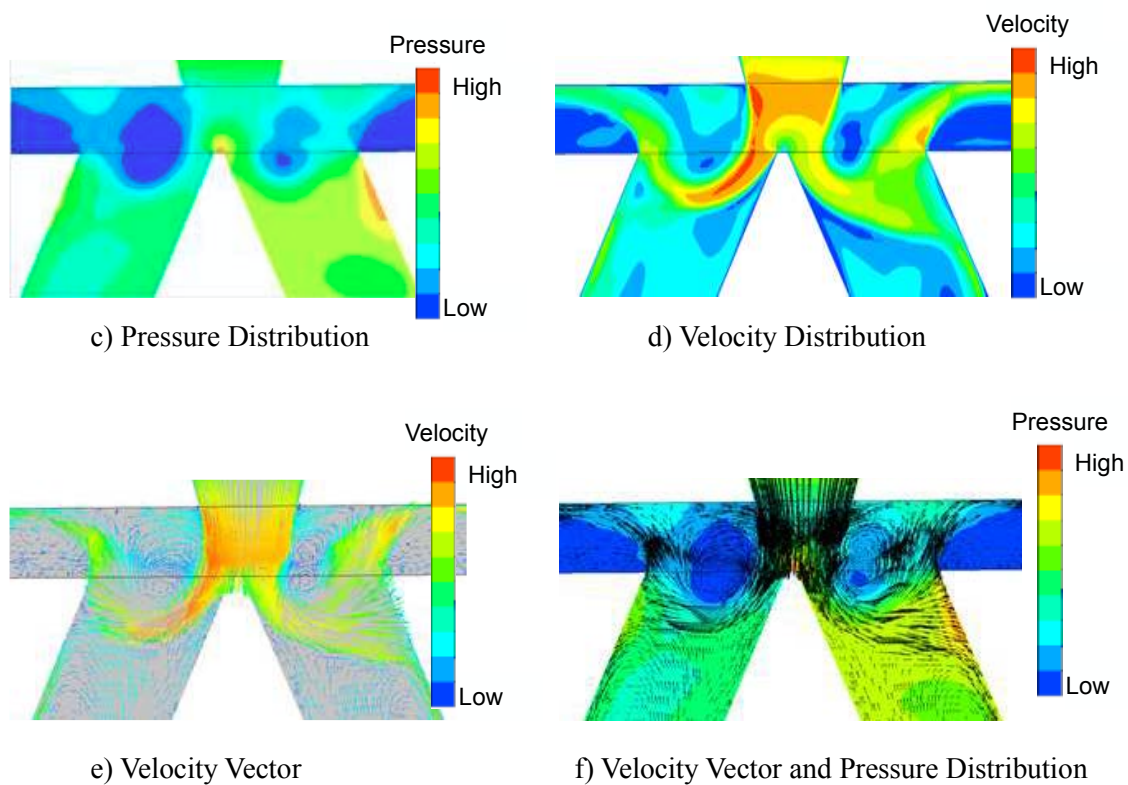 Pressure
High
Low
c) Pressure Distribution
Velocity
High
Low
d) Velocity Distribution
Velocity
High
Low
e) Velocity Vector
Pressure
High
Low
f) Velocity Vector and Pressure Distribution